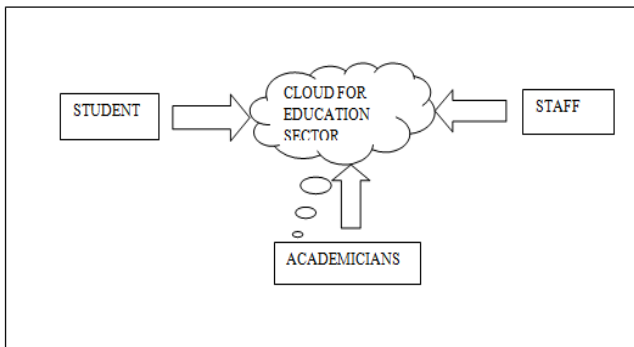 CLOUD FOR
EDUCATION
SECTOR
STUDENT
STAFF
ACADEMICIANS